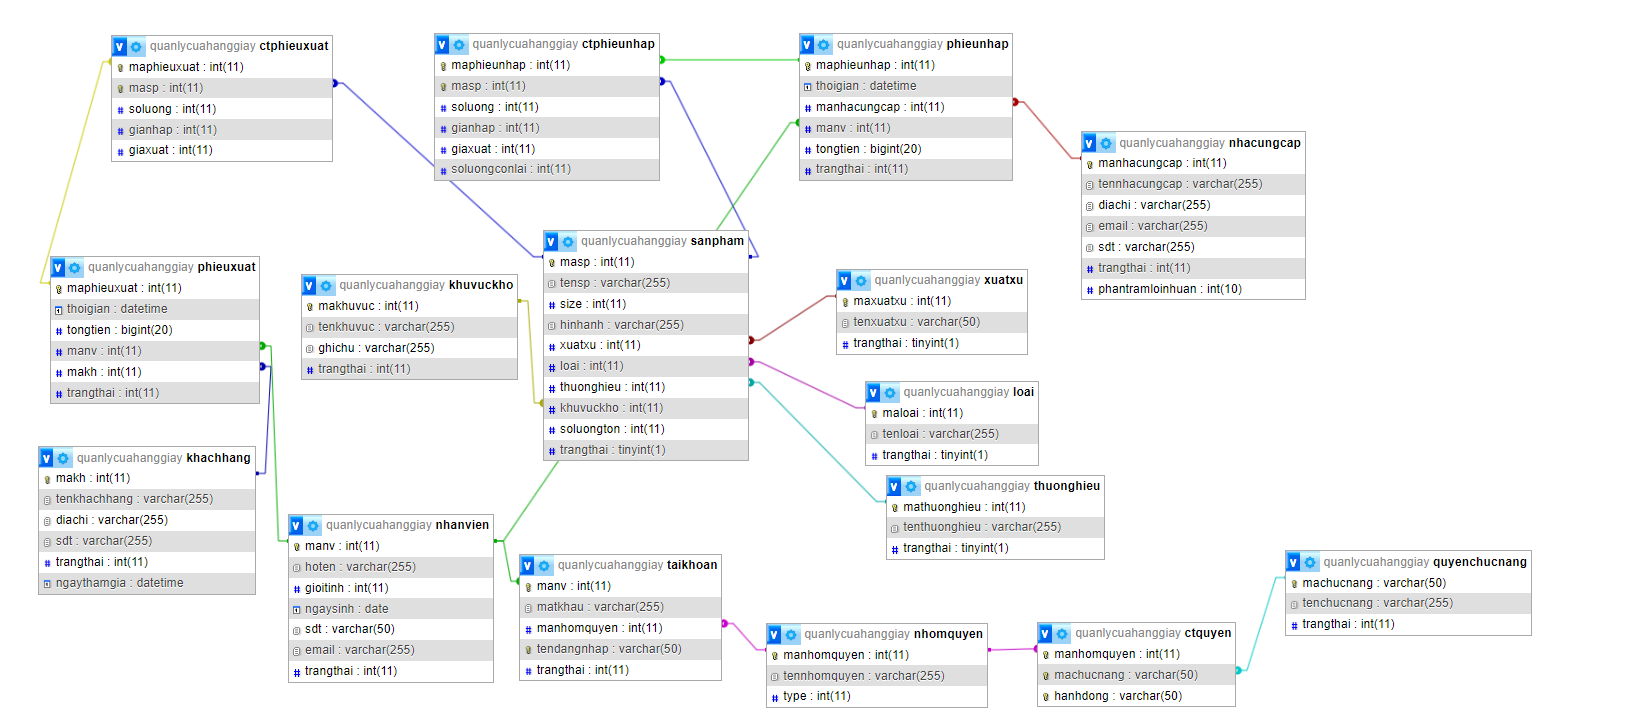 quanlycuahanggiay ctphieuxuat
maphieuxuat : int(11)
masp : int(11)
soluong : int(11)
gianhap : int(11)
giaxuat : int(11)
quanlycuahanggiay ctphieunhap
maphieunhap : int(11)
masp : int(11)
soluong : int(11)
gianhap : int(11)
giaxuat : int(11)
soluongconlai : int(11)
quanlycuahanggiay phieunhap
maphieunhap : int(11)
thoigian : datetime
manhacungcap : int(11)
manv : int(11)
tongtien : bigint(20)
trangthai : int(11)
quanlycuahanggiay nhacungcap
manhacungcap : int(11)
tennhacungcap : varchar(255)
diachi : varchar(255)
email : varchar(255)
sdt : varchar(255)
trangthai : int(11)
phantramloinhuan : int(10)
quanlycuahanggiay phieuxuat
maphieuxuat : int(11)
thoigian : datetime
tongtien : bigint(20)
manv : int(11)
makh : int(11)
trangthai : int(11)
quanlycuahanggiay khuvuckho
makhuvuc : int(11)
tenkhuvuc : varchar(255)
ghichu : varchar(255)
trangthai : int(11)
quanlycuahanggiay sanpham
masp : int(11)
tensp : varchar(255)
size : int(11)
hinhanh : varchar(255)
xuatxu : int(11)
loai : int(11)
thuonghieu : int(11)
khuvuckho : int(11)
soluongton : int(11)
trangthai : tinyint(1)
quanlycuahanggiay xuatxu
maxuatxu : int(11)
tenxuatxu : varchar(50)
trangthai : tinyint(1)
quanlycuahanggiay loai
maloai : int(11)
tenloai : varchar(255)
trangthai : tinyint(1)
quanlycuahanggiay thuonghieu
mathuonghieu : int(11)
tenthuonghieu : varchar(255)
trangthai : tinyint(1)
quanlycuahanggiay khachhang
makh : int(11)
tenkhachhang : varchar(255)
diachi : varchar(255)
sdt : varchar(255)
trangthai : int(11)
ngaythamgia : datetime
quanlycuahanggiay nhanvien
manv : int(11)
hoten : varchar(255)
gioitinh : int(11)
ngaysinh : date
sdt : varchar(50)
email : varchar(255)
trangthai : int(11)
quanlycuahanggiay taikhoan
manv : int(11)
matkhau : varchar(255)
manhomquyen : int(11)
tendangnhap : varchar(50)
trangthai : int(11)
quanlycuahanggiay nhomquyen
manhomquyen : int(11)
tennhomquyen : varchar(255)
type : int(11)
quanlycuahanggiay ctquyen
manhomquyen : int(11)
machucnang : varchar(50)
hanhdong : varchar(50)
quanlycuahanggiay quyenchucnang
machucnang : varchar(50)
tenchucnang : varchar(255)
trangthai : int(11)